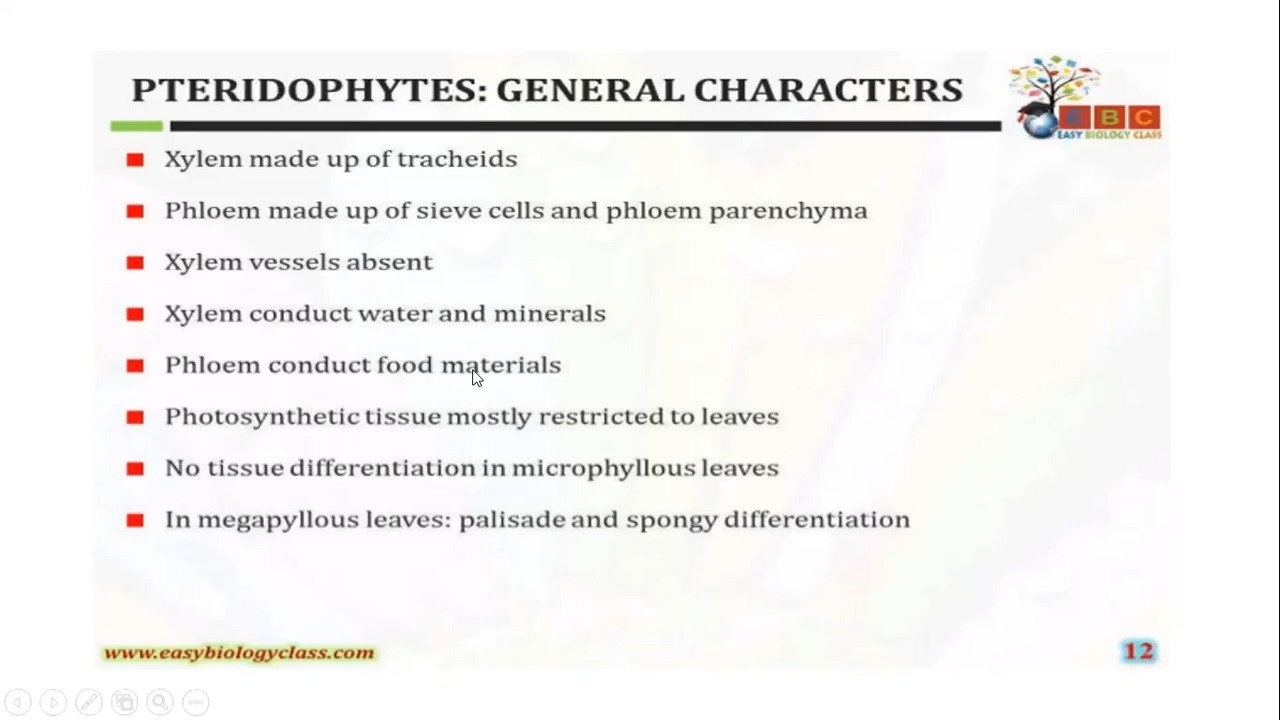 PTERIDOPHYTES: GENERAL CHARACTERS
E B C
EASY BIOLOGY CLASS
Xylem made up of tracheids
Phloem made up of sieve cells and phloem parenchyma
Xylem vessels absent
Xylem conduct water and minerals
Phloem conduct food materials
Photosynthetic tissue mostly restricted to leaves
No tissue differentiation in microphyllous leaves
In megapyllous leaves: palisade and spongy differentiation
www.easybiologyclass.com
12